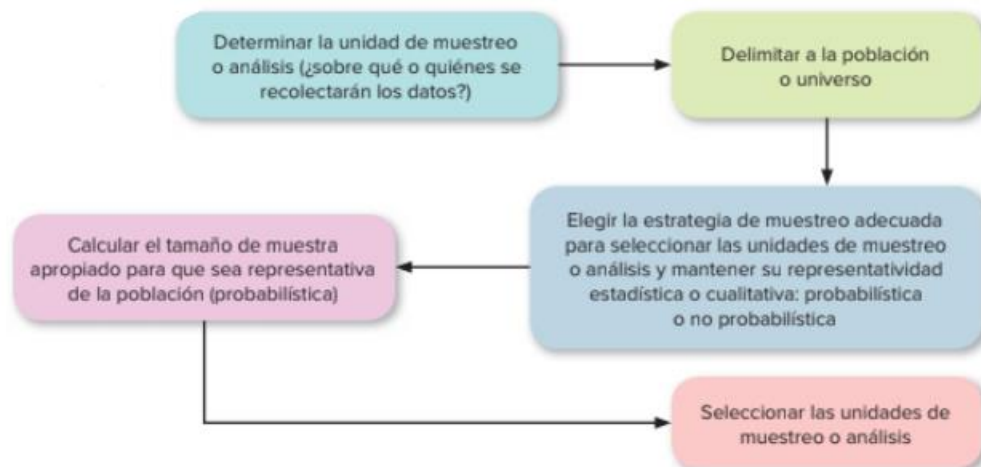 Determinar la unidad de muestreo
o análisis (¿sobre qué o quiénes se
recolectarán los datos?)
Delimitar a la población
o universo
Elegir la estrategia de muestreo adecuada
para seleccionar las unidades de muestreo
o análisis y mantener su representatividad
estadística o cualitativa: probabilística
o no probabilística
Calcular el tamaño de muestra
apropiado para que sea representativa
de la población (probabilística)
Seleccionar las unidades de
muestreo o análisis